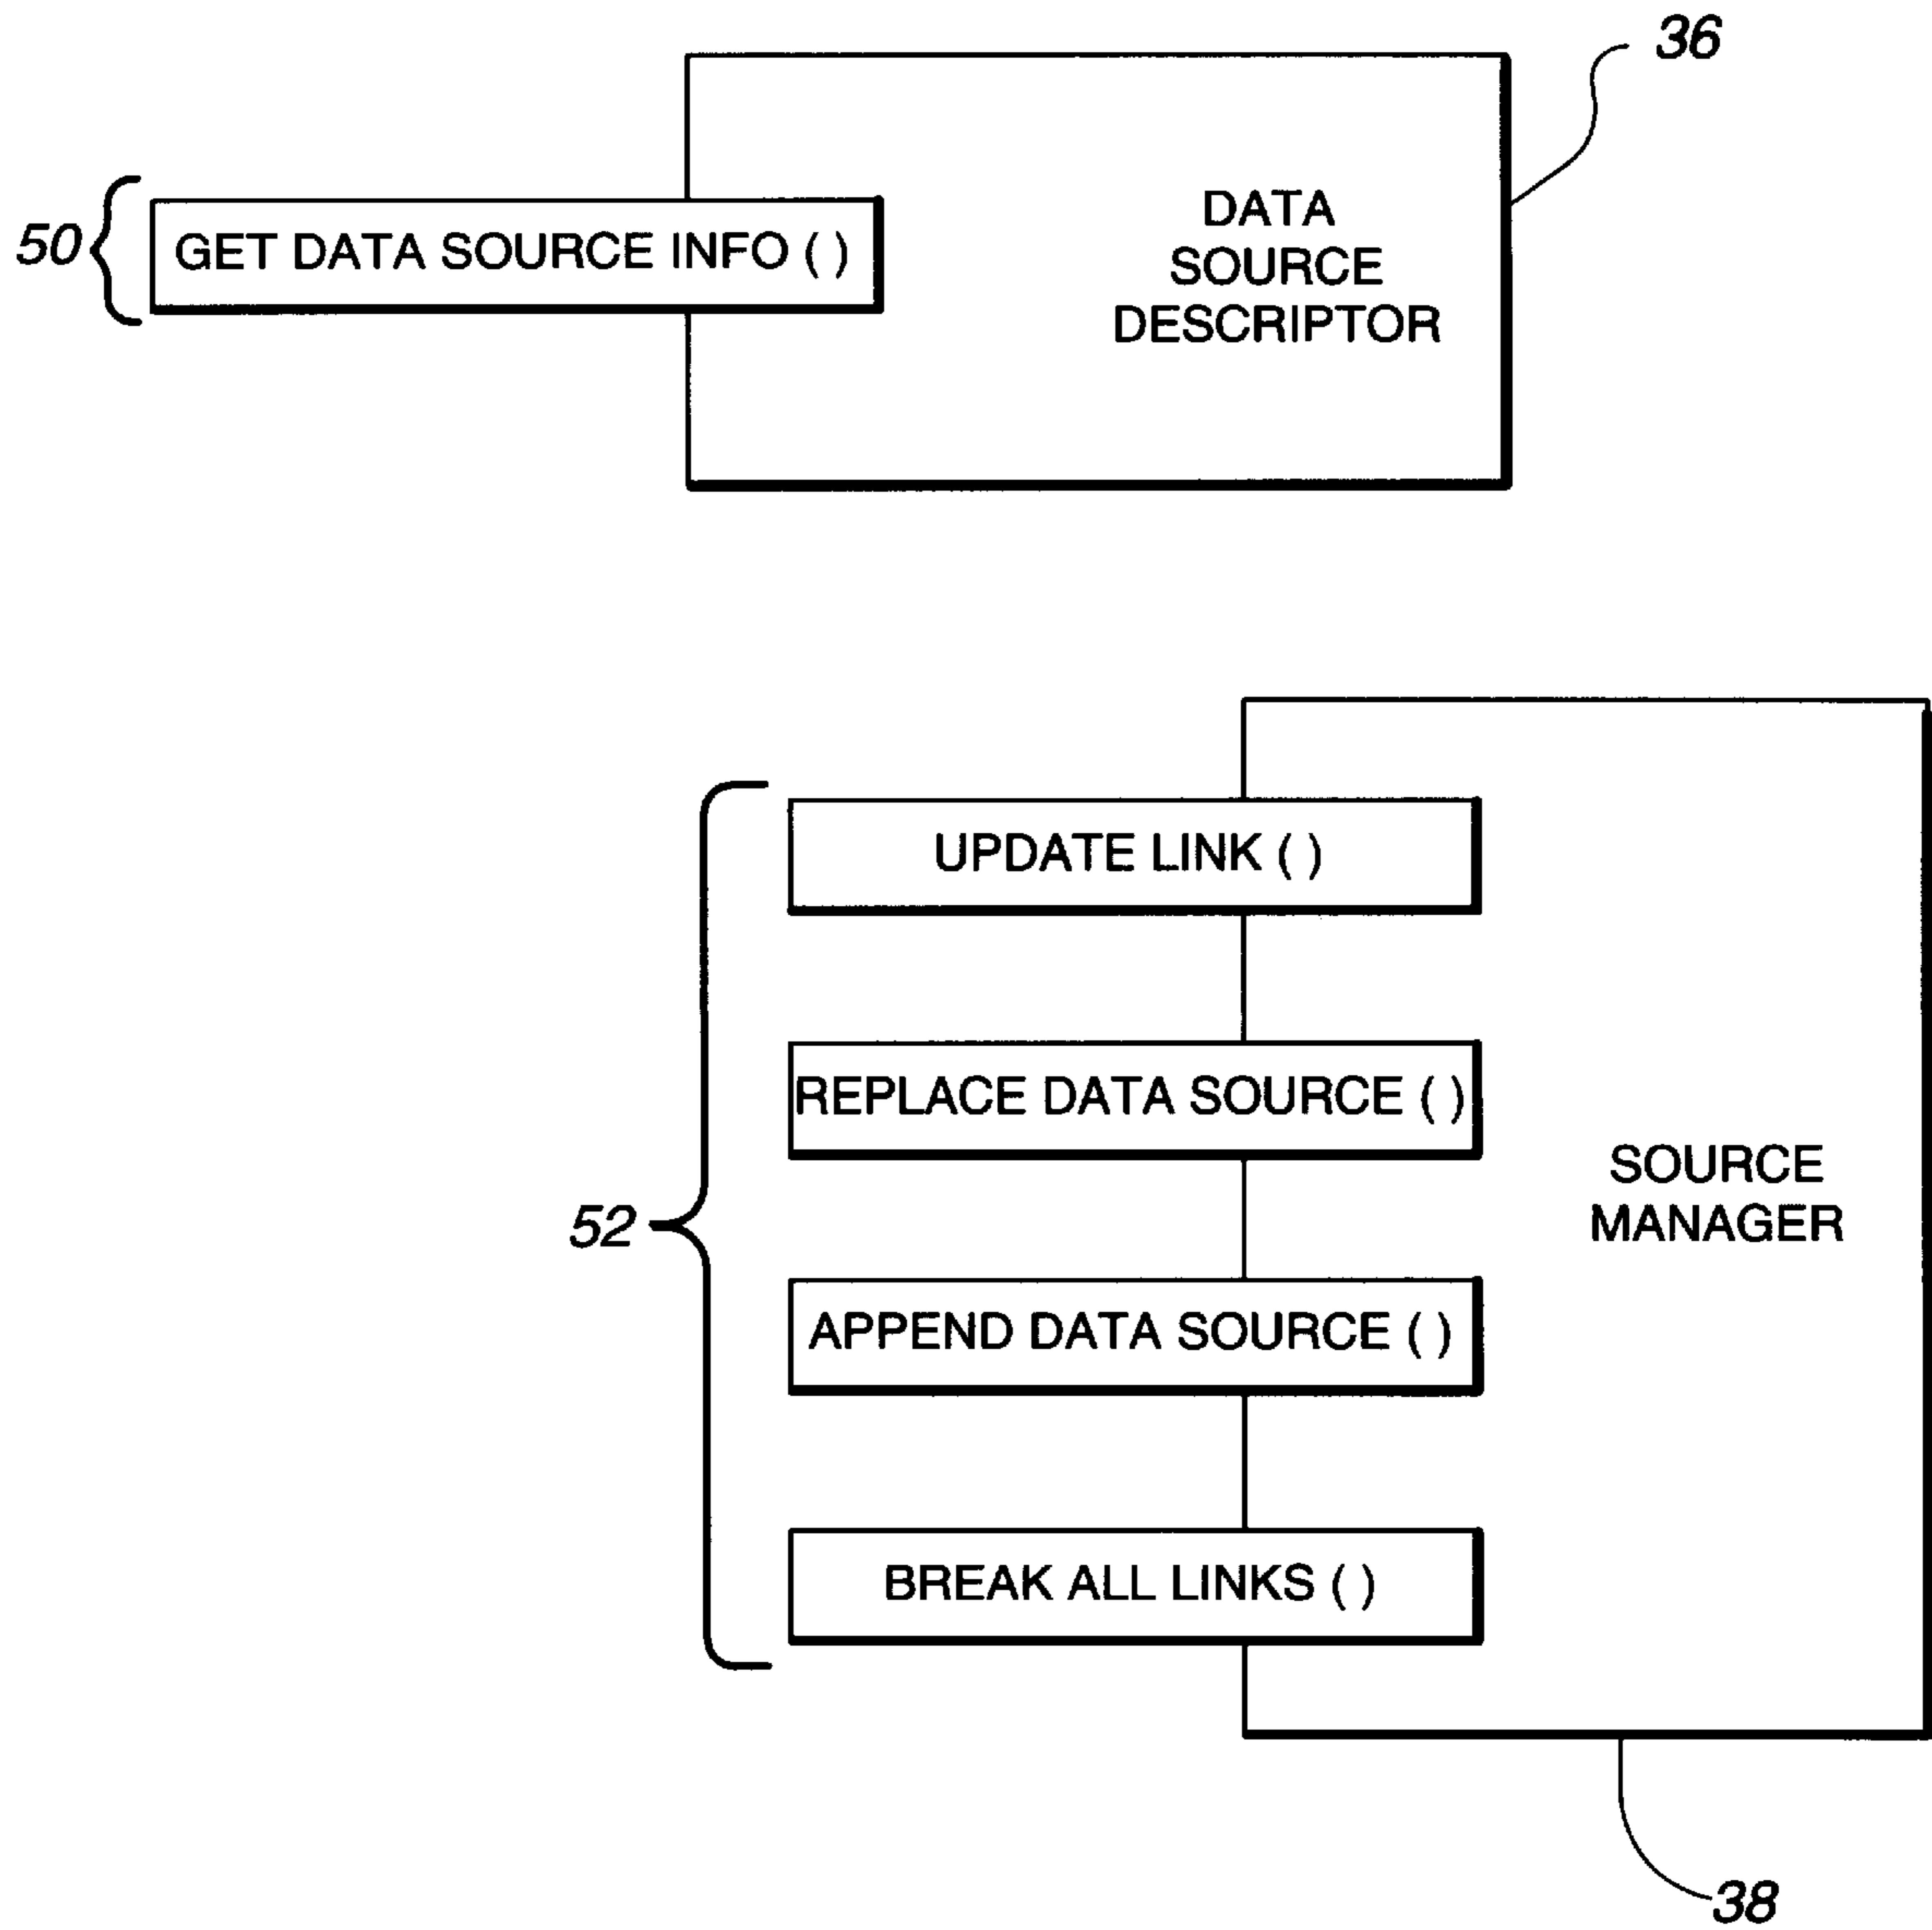 36
50
GET DATA SOURCE INFO ( )
DATA
SOURCE
DESCRIPTOR
UPDATE LINK ( )
REPLACE DATA SOURCE ( )
52
SOURCE
MANAGER
APPEND DATA SOURCE ( )
BREAK ALL LINKS ( )
38